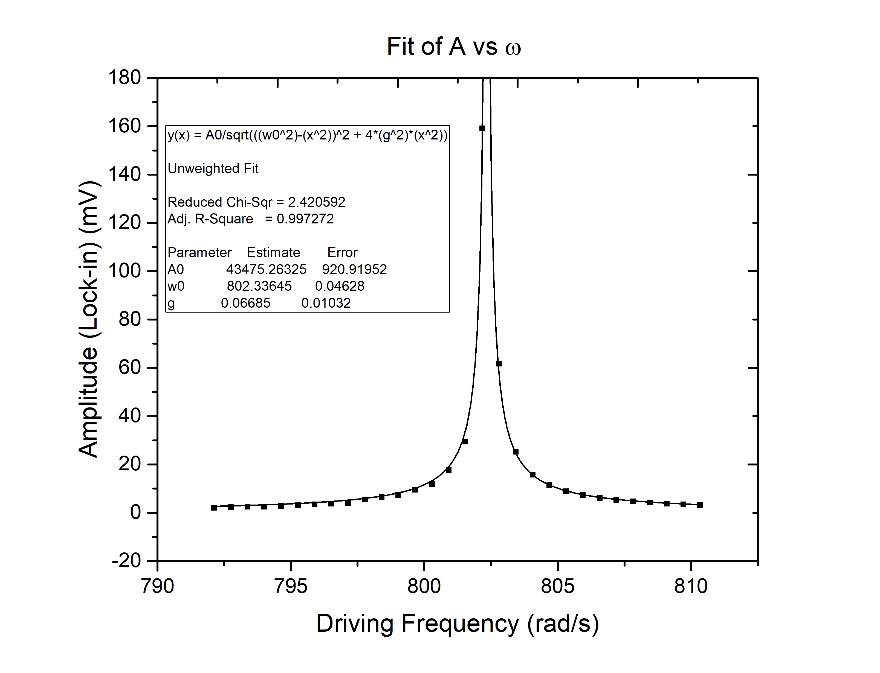 Fit of A vs ω
180
160
140
120
100
80
60
40
20
0
-20
Amplitude (Lock-in) (mV)
y(x) = A0/sqrt(((w0^2)-(x^2))^2 + 4*(g^2)*(x^2))
Unweighted Fit
Reduced Chi-Sqr = 2.420592
Adj. R-Square = 0.997272
Parameter Estimate Error
A0 43475.26325 920.91952
w0 802.33645 0.04628
g 0.06685 0.01032
790 795 800 805 810
Driving Frequency (rad/s)